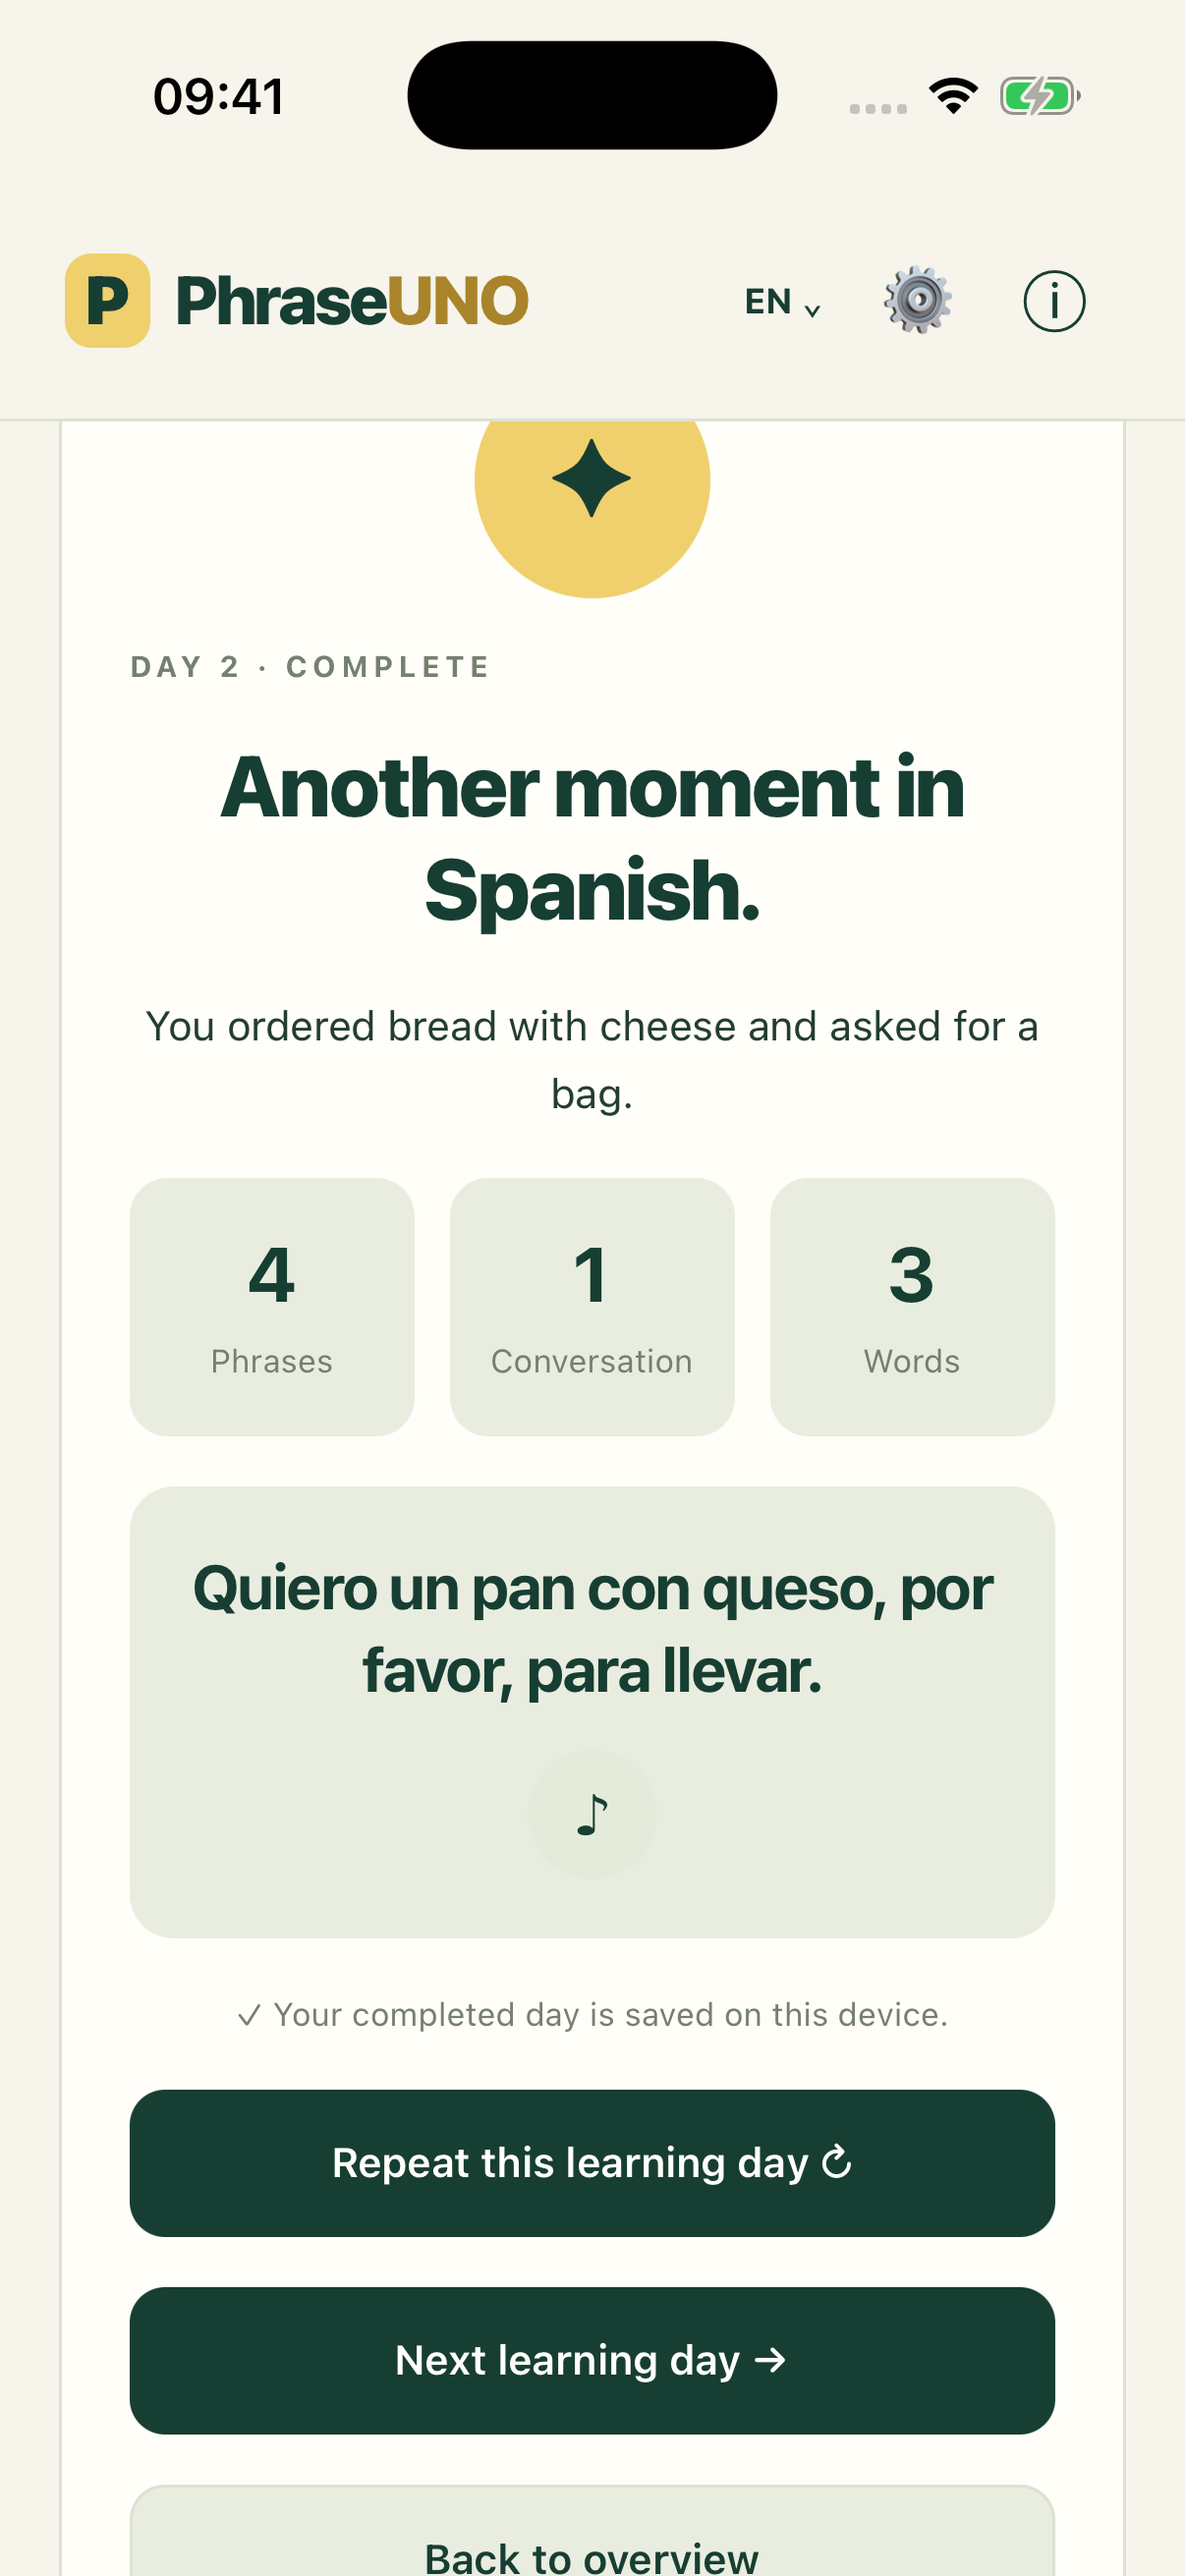 09:41
P PhraseUNO EN
DAY 2 · COMPLETE
Another moment in
Spanish.
You ordered bread with cheese and asked for a
bag.
4 1 3
Phrases Conversation Words
Quiero un pan con queso, por
favor, para llevar.
✓ Your completed day is saved on this device.
Repeat this learning day ↻
Next learning day →
Back to overview